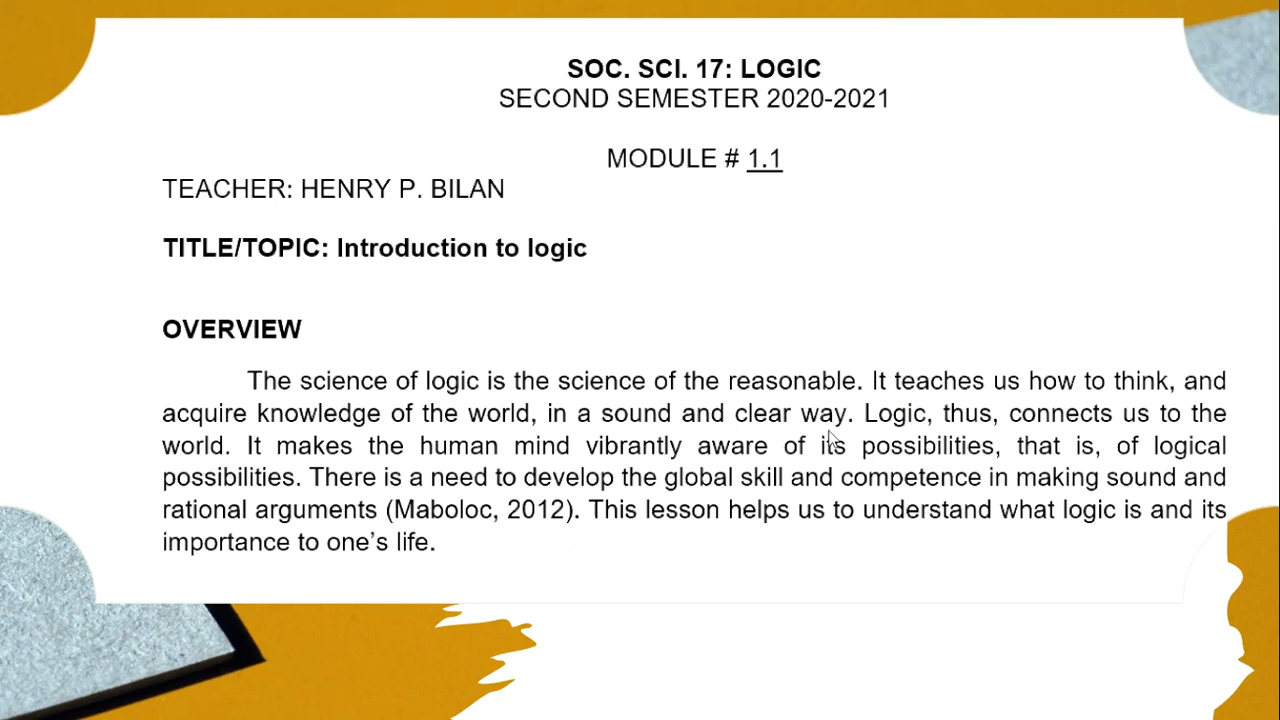 SOC. SCI. 17: LOGIC
SECOND SEMESTER 2020-2021
MODULE # 1.1
TEACHER: HENRY P. BILAN
TITLE/TOPIC: Introduction to logic
OVERVIEW
The science of logic is the science of the reasonable. It teaches us how to think, and
acquire knowledge of the world, in a sound and clear way. Logic, thus, connects us to the
world. It makes the human mind vibrantly aware of its possibilities, that is, of logical
possibilities. There is a need to develop the global skill and competence in making sound and
rational arguments (Maboloc, 2012). This lesson helps us to understand what logic is and its
importance to one’s life.